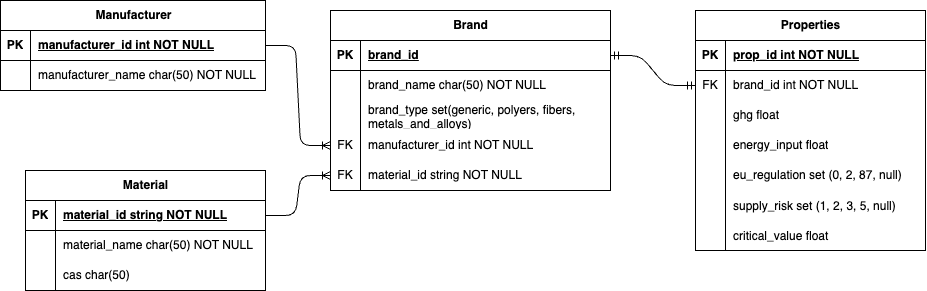 Manufacturer
PK manufacturer_id int NOT NULL
manufacturer_name char(50) NOT NULL
Material
PK material_id string NOT NULL
material_name char(50) NOT NULL
cas char(50)
Brand
PK brand_id
brand_name char(50) NOT NULL
brand_type set(generic, polyers, fibers,
metals_and_alloys)
FK manufacturer_id int NOT NULL
FK material_id string NOT NULL
Properties
PK prop_id int NOT NULL
FK brand_id int NOT NULL
ghg float
energy_input float
eu_regulation set (0, 2, 87, null)
supply_risk set (1, 2, 3, 5, null)
critical_value float